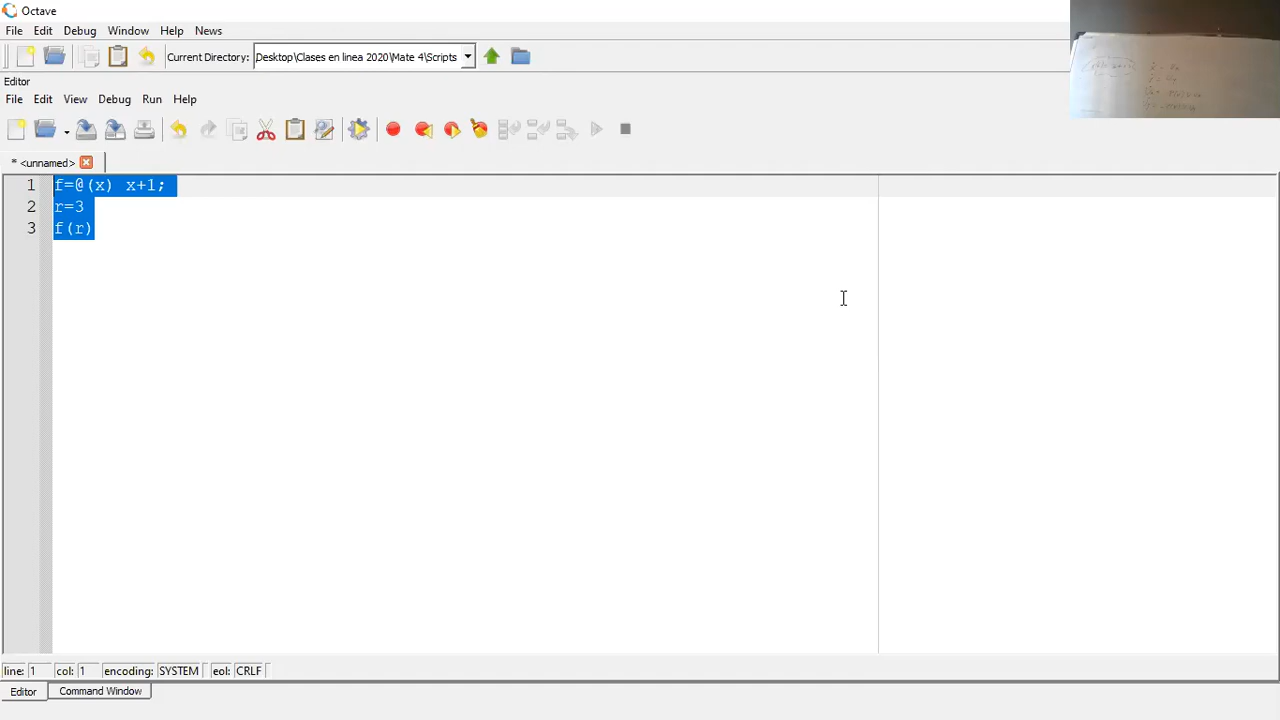 Octave
File Edit Debug Window Help News
Current Directory: Desktop\Clases en linea 2020\Mate 4\Scripts
Editor
File Edit View Debug Run Help
* <unnamed>
1 f=@(x) x+1;
2 r=3
3 f(r)
line: 1 col: 1 encoding: SYSTEM eol: CRLF
Editor Command Window